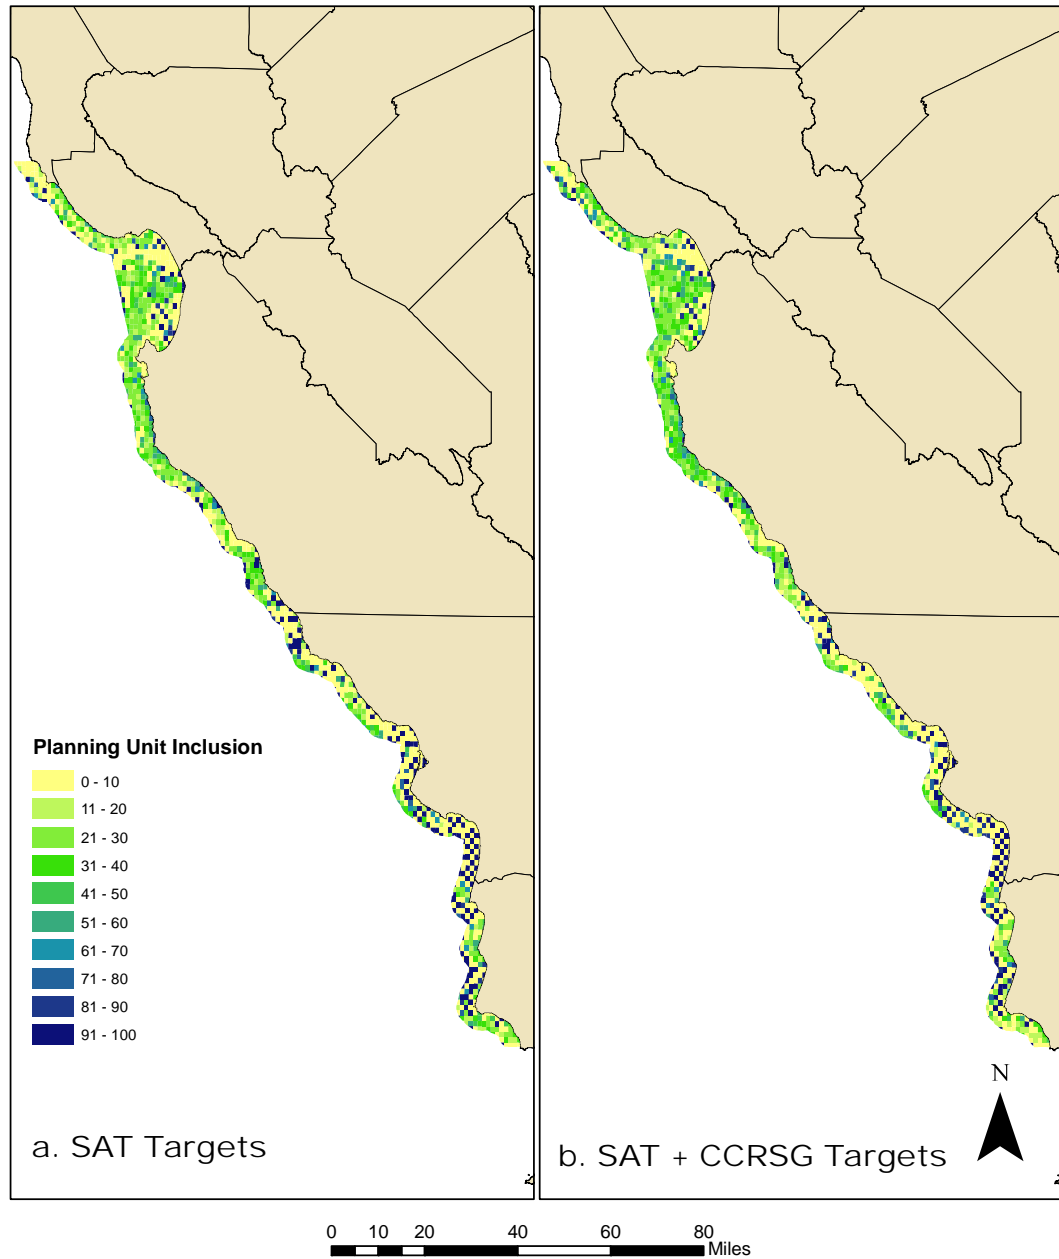 Planning Unit Inclusion
0 - 10
11 - 20
21 - 30
31 - 40
41 - 50
51 - 60
61 - 70
71 - 80
81 - 90
91 - 100
a. SAT Targets
b. SAT + CCRSG Targets
N
0 10 20 40 60 80
Miles